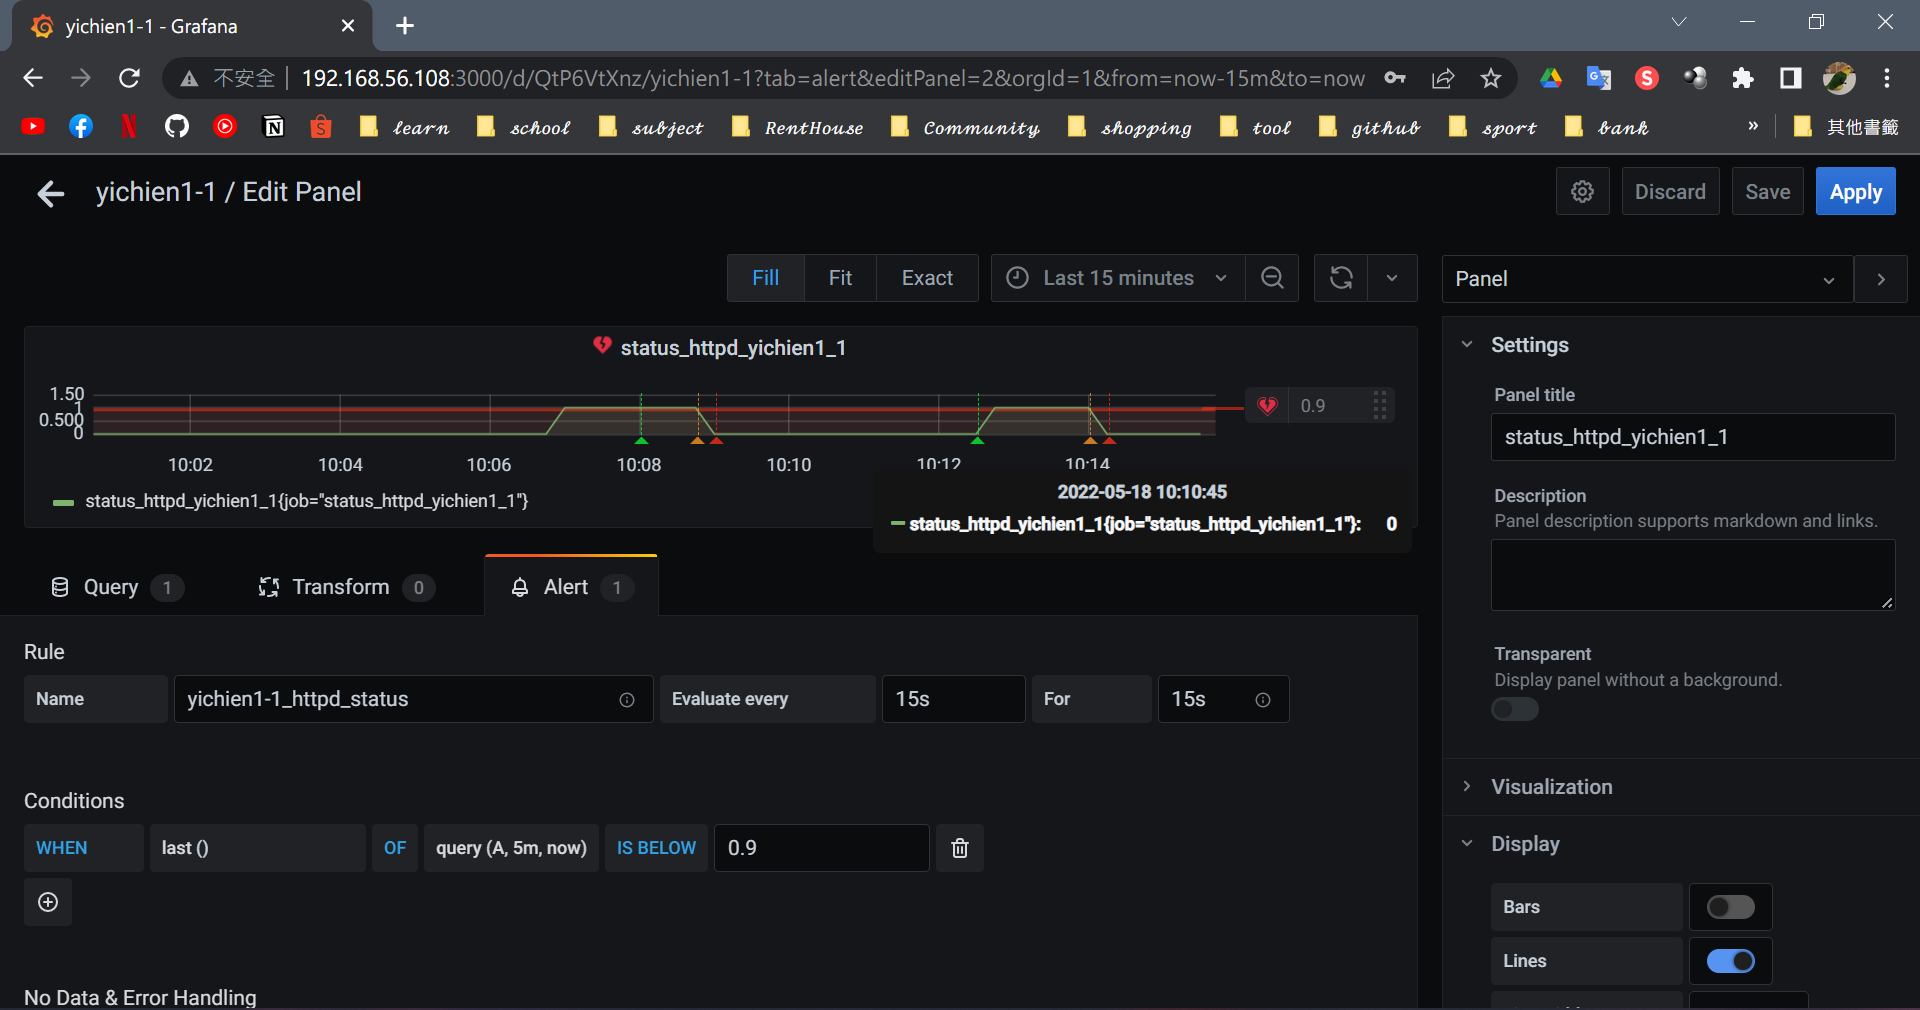 yichien1-1 - Grafana
不安全 192.168.56.108:3000/d/QtP6VtXnz/yichien1-1?tab=alert&editPanel=2&orgId=1&from=now-15m&to=now
learn school subject RentHouse Community shopping tool github sport bank » 其他書籤
yichien1-1 / Edit Panel
Discard Save Apply
Fill Fit Exact Last 15 minutes
Panel
status_httpd_yichien1_1
Settings
Panel title
status_httpd_yichien1_1
1.50
1
0.500
0
0.9
10:02 10:04 10:06 10:08 10:10 10:12 10:14
status_httpd_yichien1_1{job="status_httpd_yichien1_1"}
2022-05-18 10:10:45
status_httpd_yichien1_1{job="status_httpd_yichien1_1"}: 0
Description
Panel description supports markdown and links.
Query 1 Transform 0 Alert 1
Rule
Name yichien1-1_httpd_status Evaluate every 15s For 15s
Transparent
Display panel without a background.
Conditions
WHEN last () OF query (A, 5m, now) IS BELOW 0.9
Visualization
Display
Bars
Lines
No Data & Error Handling